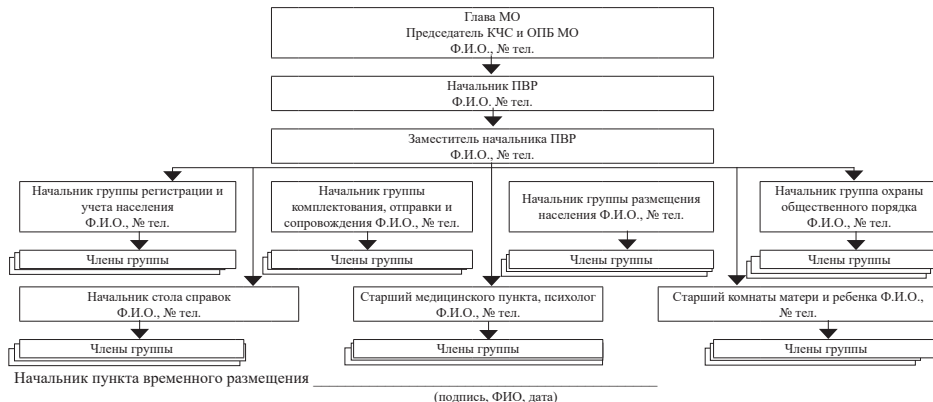 Глава МО
Председатель КЧС и ОПБ МО
Ф.И.О., № тел.
Начальник ПВР
Ф.И.О. № тел.
Заместитель начальника ПВР
Ф.И.О., № тел.
Начальник группы регистрации и
учета населения
Ф.И.О., № тел.
Члены группы
Начальник группы
комплектования, отправки и
сопровождения Ф.И.О., № тел.
Члены группы
Начальник группы размещения
населения Ф.И.О., № тел.
Члены группы
Начальник группа охраны
общественного порядка
Ф.И.О., № тел.
Члены группы
Начальник стола справок
Ф.И.О., № тел.
Члены группы
Старший медицинского пункта, психолог
Ф.И.О., № тел.
Члены группы
Старший комнаты матери и ребенка Ф.И.О.,
№ тел.
Члены группы
Начальник пункта временного размещения
(подпись, ФИО, дата)